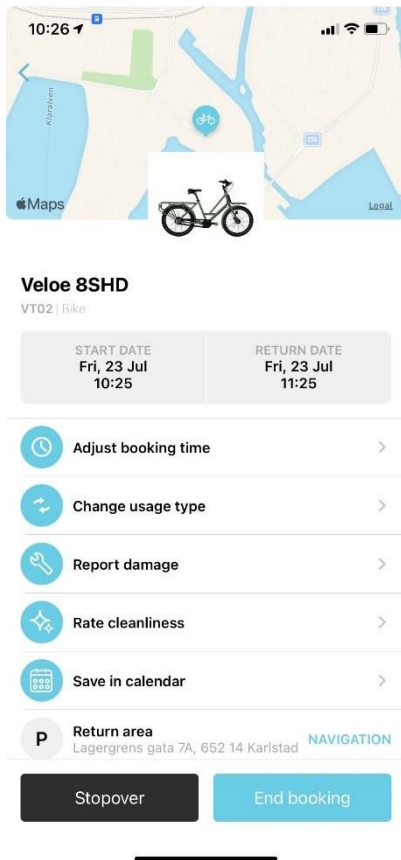 10:26
Klarälven
236
Maps
Legal
Veloe 8SHD
VT02 | Bike
START DATE
Fri, 23 Jul
10:25
RETURN DATE
Fri, 23 Jul
11:25
Adjust booking time
Change usage type
Report damage
Rate cleanliness
Save in calendar
P
Return area
Lagergrens gata 7A, 652 14 Karlstad
NAVIGATION
Stopover
End booking